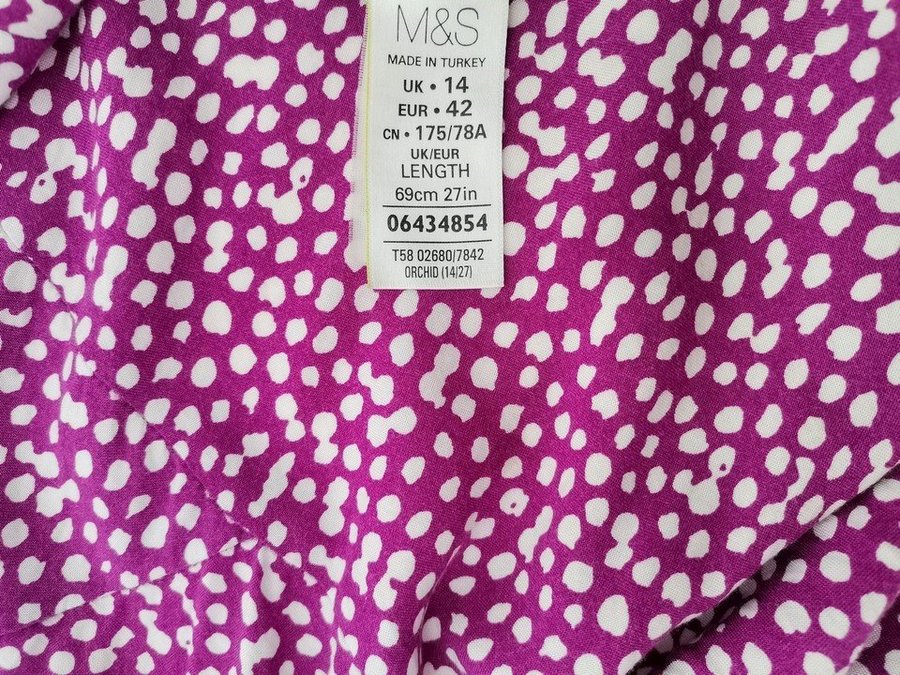 M&S
MADE IN TURKEY
UK • 14
EUR • 42
CN • 175/78A
UK/EUR
LENGTH
69cm 27in
06434854
T58 02680/7842
ORCHID (14/27)